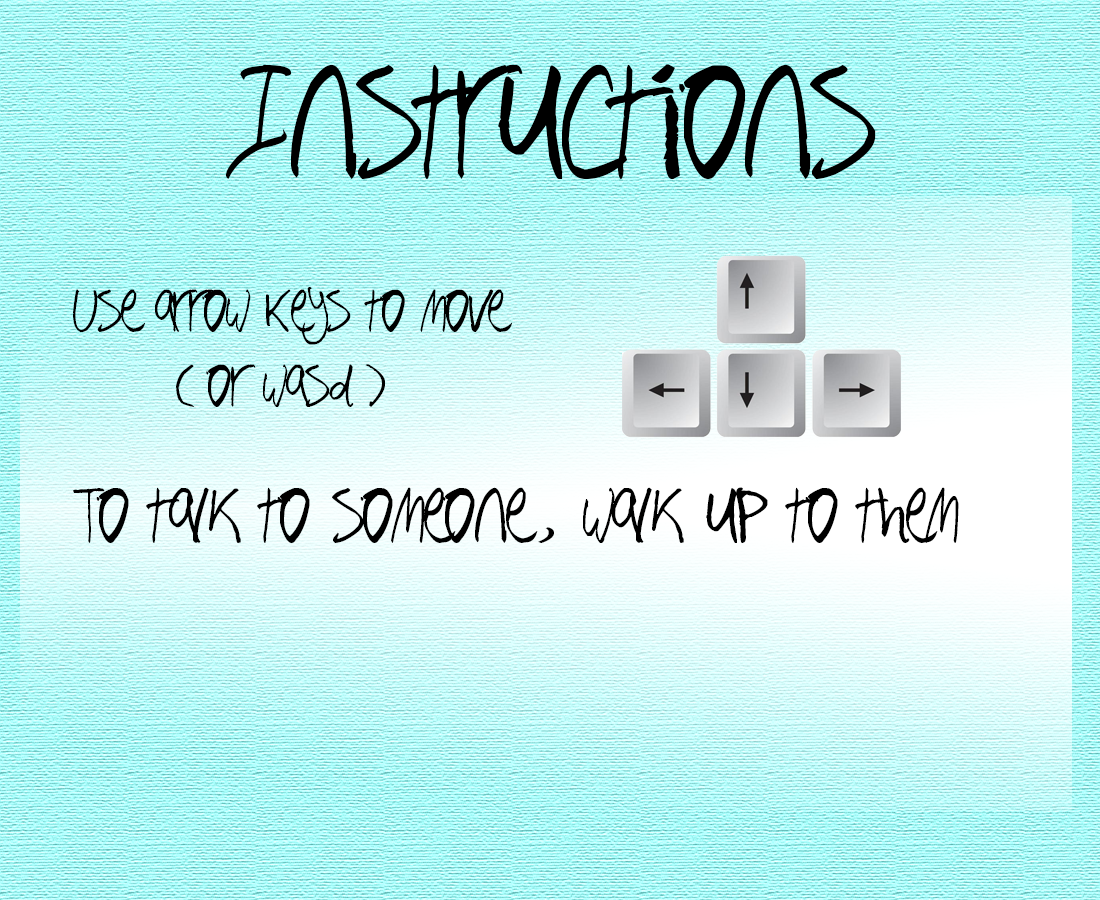 Instructions
Use arrow keys to move
(or wasd)
To talk to someone, walk up to them